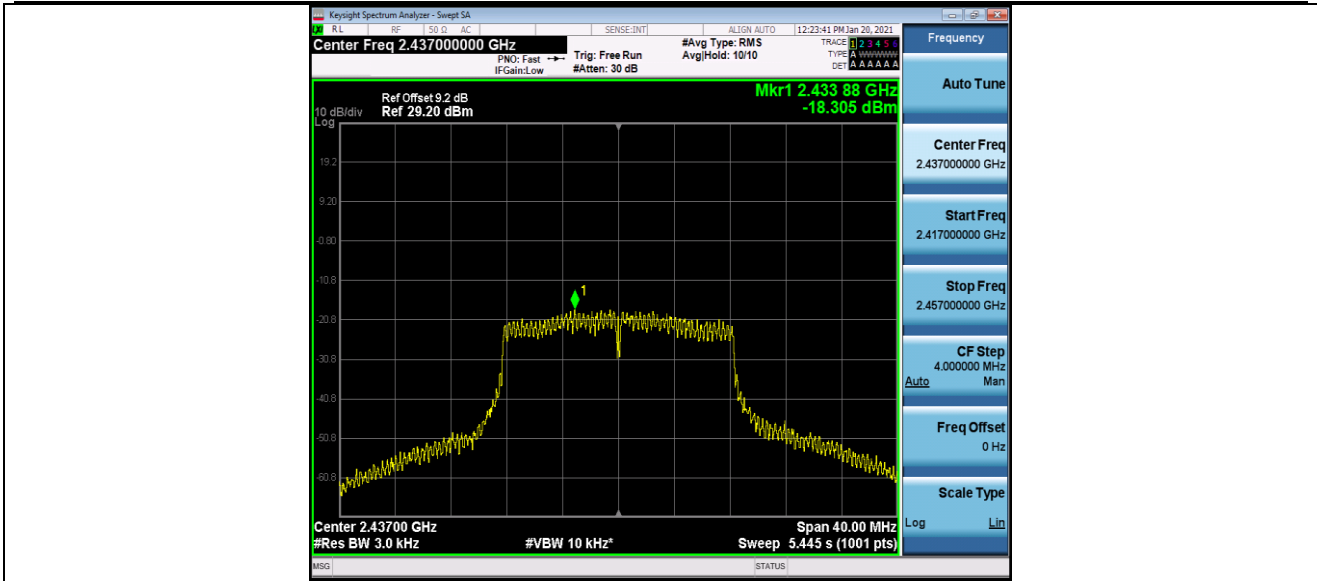 Keysight Spectrum Analyzer - Swept SA
RL RF 50 Ω AC SENSE:INT ALIGN AUTO 12:23:41 PM Jan 20, 2021
Center Freq 2.437000000 GHz
PNO: Fast
IFGain:Low
Trig: Free Run
#Atten: 30 dB
#Avg Type: RMS
Avg|Hold: 10/10
TRACE 1 2 3 4 5 6
TYPE A WWWWW
DET A A A A A A
Frequency
Mkr1 2.433 88 GHz
-18.305 dBm
Ref Offset 9.2 dB
10 dB/div Ref 29.20 dBm
Log
19.2
9.20
-0.80
-10.8
-20.8
-30.8
-40.8
-50.8
-60.8
1
Center 2.43700 GHz Span 40.00 MHz
#Res BW 3.0 kHz #VBW 10 kHz* Sweep 5.445 s (1001 pts)
Auto Tune
Center Freq
2.437000000 GHz
Start Freq
2.417000000 GHz
Stop Freq
2.457000000 GHz
CF Step
4.000000 MHz
Auto Man
Freq Offset
0 Hz
Scale Type
Log Lin
MSG STATUS